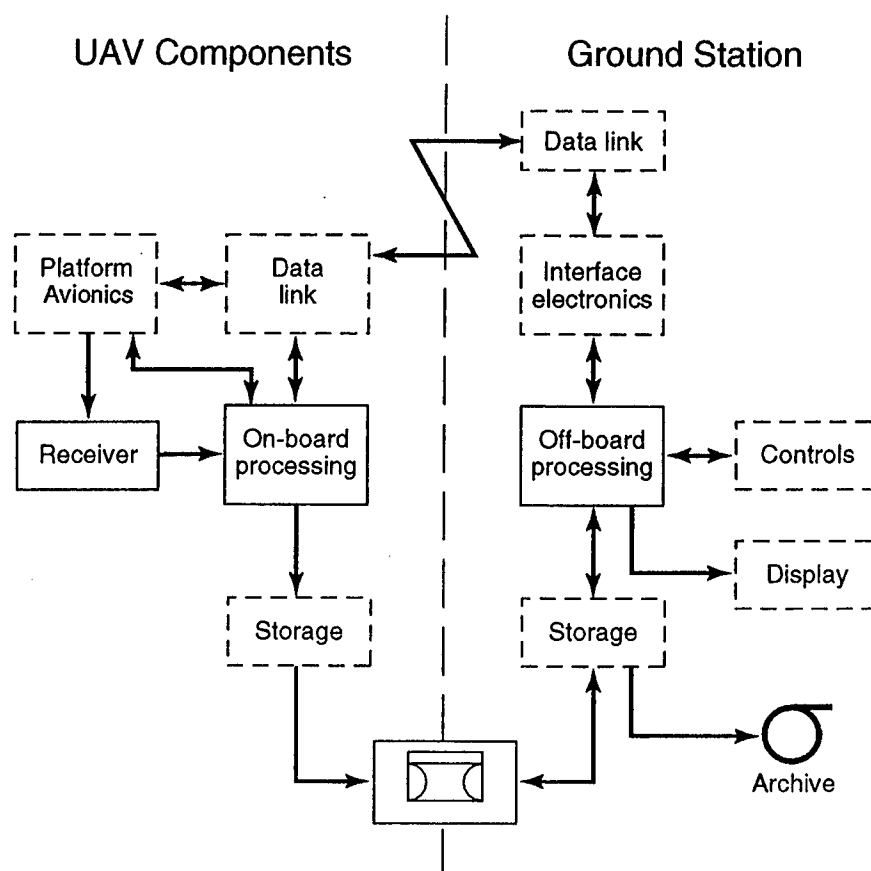 UAV Components
Ground Station
Data link
Platform
Avionics
Data
link
Interface
electronics
Receiver
On-board
processing
Off-board
processing
Controls
Display
Storage
Storage
Archive